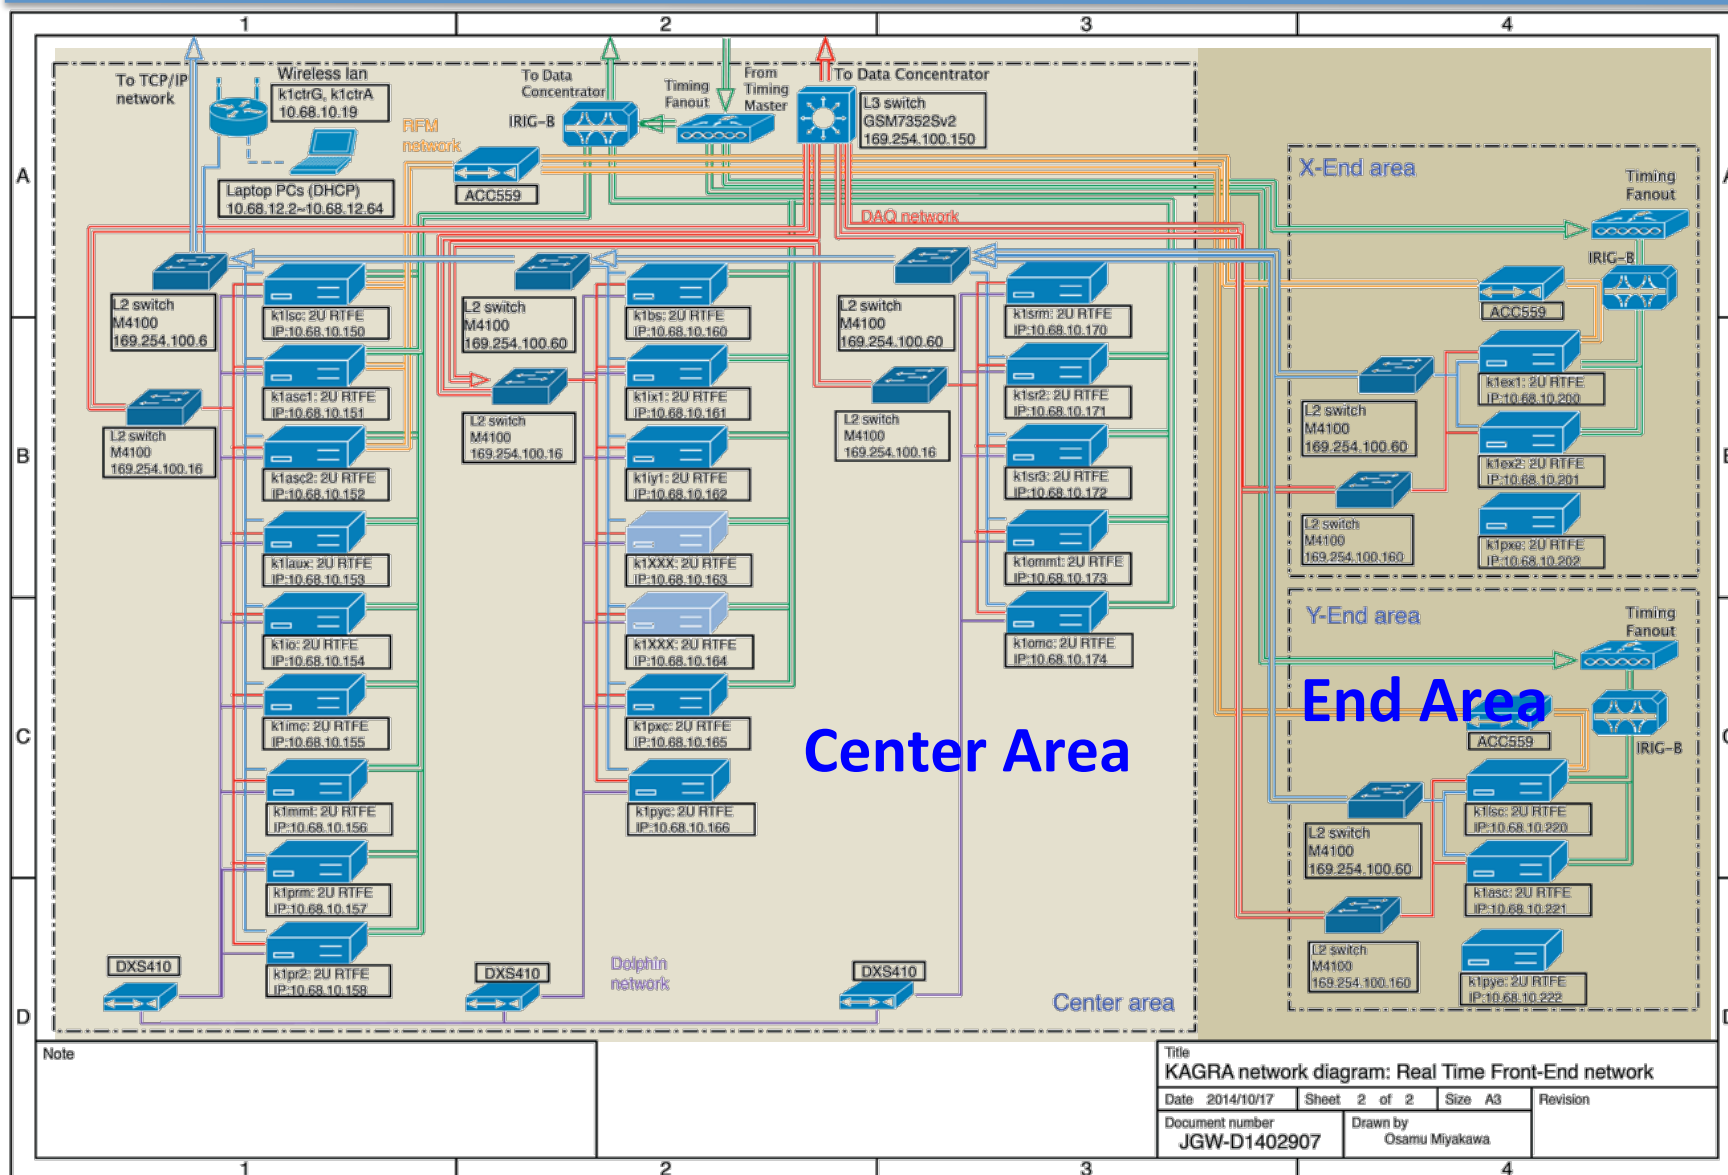 1
2
3
4
A
B
C
D
To TCP/IP
network
Wireless lan
k1ctrG, k1ctrA
10.68.10.19
Laptop PCs (DHCP)
10.68.12.2~10.68.12.64
RFM
network
ACC559
To Data
Concentrator
IRIG-B
Timing
Fanout
From
Timing
Master
To Data Concentrator
L3 switch
GSM7352Sv2
169.254.100.150
DAQ network
L2 switch
M4100
169.254.100.6
L2 switch
M4100
169.254.100.16
k1lsc: 2U RTFE
IP:10.68.10.150
k1asc1: 2U RTFE
IP:10.68.10.151
k1asc2: 2U RTFE
IP:10.68.10.152
k1aux: 2U RTFE
IP:10.68.10.153
k1io: 2U RTFE
IP:10.68.10.154
k1imc: 2U RTFE
IP:10.68.10.155
k1mmt: 2U RTFE
IP:10.68.10.156
k1prm: 2U RTFE
IP:10.68.10.157
k1pr2: 2U RTFE
IP:10.68.10.158
DXS410
L2 switch
M4100
169.254.100.60
L2 switch
M4100
169.254.100.16
k1bs: 2U RTFE
IP:10.68.10.160
k1ix1: 2U RTFE
IP:10.68.10.161
k1iy1: 2U RTFE
IP:10.68.10.162
k1XXX: 2U RTFE
IP:10.68.10.163
k1XXX: 2U RTFE
IP:10.68.10.164
k1pxc: 2U RTFE
IP:10.68.10.165
k1pyc: 2U RTFE
IP:10.68.10.166
DXS410
Dolphin
network
L2 switch
M4100
169.254.100.60
L2 switch
M4100
169.254.100.16
k1srm: 2U RTFE
IP:10.68.10.170
k1sr2: 2U RTFE
IP:10.68.10.171
k1sr3: 2U RTFE
IP:10.68.10.172
k1ommt: 2U RTFE
IP:10.68.10.173
k1omc: 2U RTFE
IP:10.68.10.174
DXS410
Center Area
Center area
X-End area
Timing
Fanout
IRIG-B
ACC559
L2 switch
M4100
169.254.100.60
L2 switch
M4100
169.254.100.160
k1ex1: 2U RTFE
IP:10.68.10.200
k1ex2: 2U RTFE
IP:10.68.10.201
k1pxe: 2U RTFE
IP:10.68.10.202
Y-End area
Timing
Fanout
End Area
ACC559
IRIG-B
L2 switch
M4100
169.254.100.60
L2 switch
M4100
169.254.100.160
k1lsc: 2U RTFE
IP:10.68.10.220
k1asc: 2U RTFE
IP:10.68.10.221
k1pye: 2U RTFE
IP:10.68.10.222
Note
Title
KAGRA network diagram: Real Time Front-End network
Date 2014/10/17
Sheet 2 of 2
Size A3
Revision
Document number
JGW-D1402907
Drawn by
Osamu Miyakawa
1
2
3
4